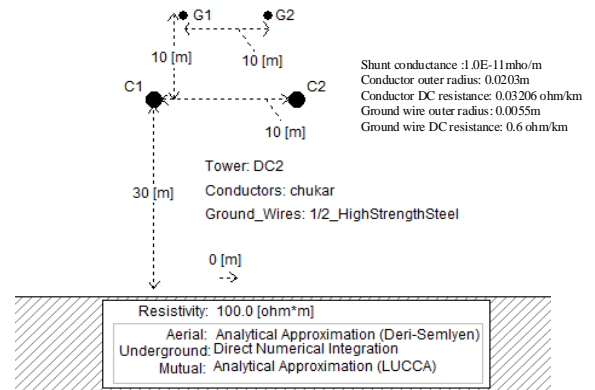 G1
G2
10 [m]
10 [m]
C1
C2
10 [m]
Shunt conductance :1.0E-11mho/m
Conductor outer radius: 0.0203m
Conductor DC resistance: 0.03206 ohm/km
Ground wire outer radius: 0.0055m
Ground wire DC resistance: 0.6 ohm/km
30 [m]
Tower: DC2
Conductors: chukar
Ground_Wires: 1/2_HighStrengthSteel
0 [m]
Resistivity: 100.0 [ohm*m]
Aerial: Analytical Approximation (Deri-Semlyen)
Underground: Direct Numerical Integration
Mutual: Analytical Approximation (LUCCA)